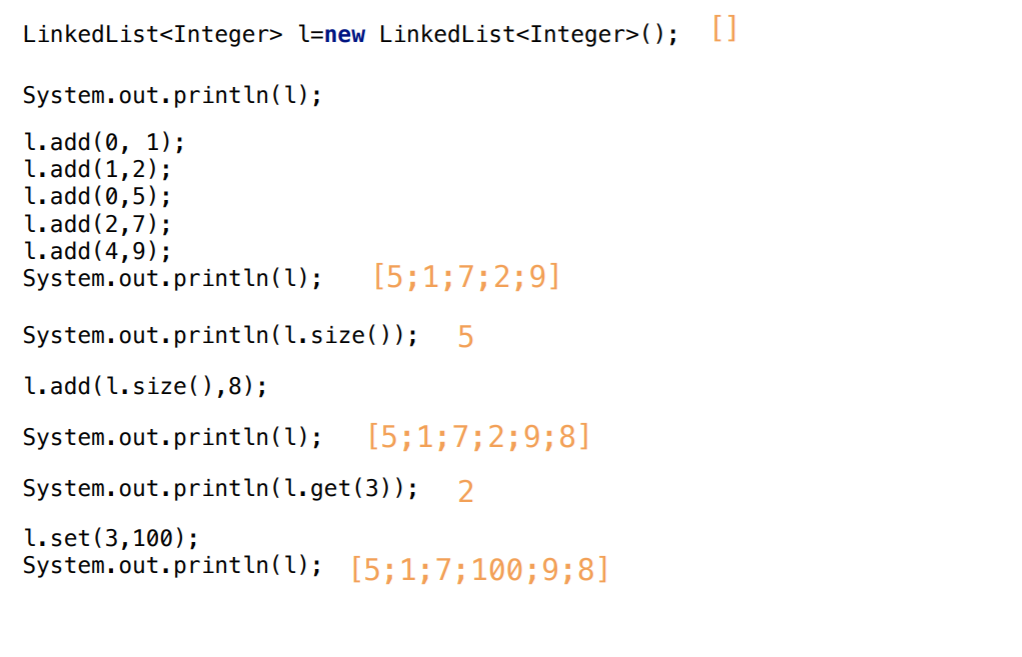 LinkedList<Integer> l=new LinkedList<Integer>(); []
System.out.println(l);
l.add(0, 1);
l.add(1,2);
l.add(0,5);
l.add(2,7);
l.add(4,9);
System.out.println(l); [5;1;7;2;9]
System.out.println(l.size()); 5
l.add(l.size(),8);
System.out.println(l); [5;1;7;2;9;8]
System.out.println(l.get(3)); 2
l.set(3,100);
System.out.println(l); [5;1;7;100;9;8]